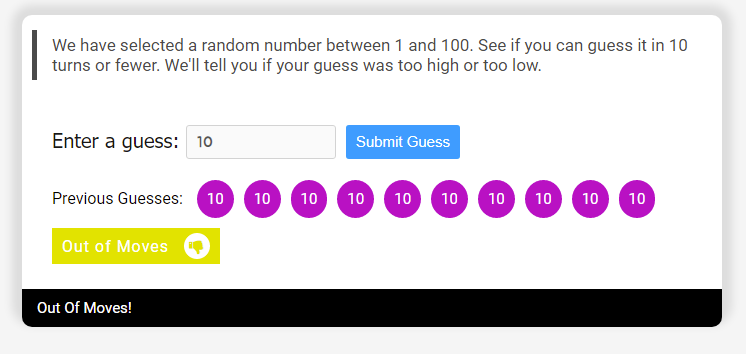 We have selected a random number between 1 and 100. See if you can guess it in 10
turns or fewer. We'll tell you if your guess was too high or too low.
Enter a guess: 10 Submit Guess
Previous Guesses: 10 10 10 10 10 10 10 10 10 10
Out of Moves
Out Of Moves!